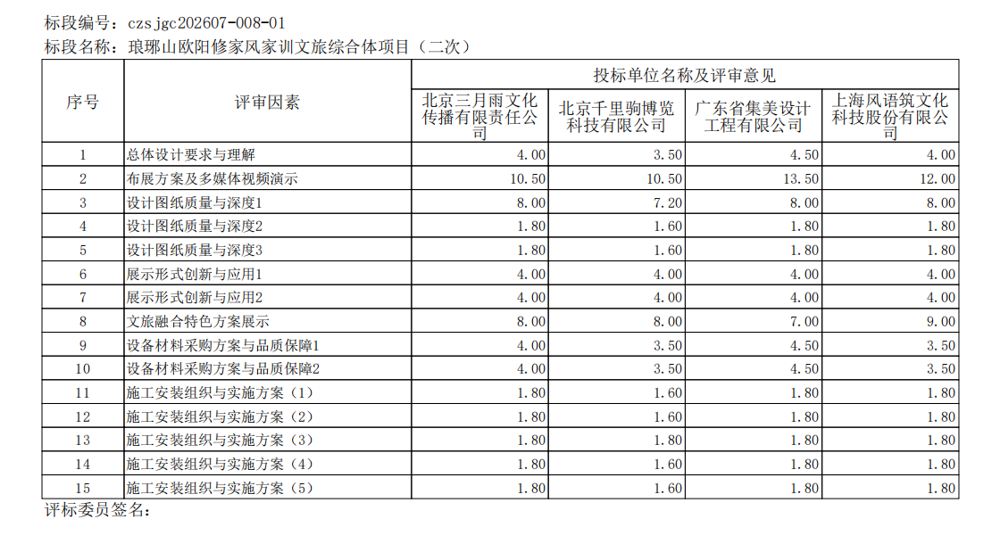 标段编号：czsjgc202607-008-01
标段名称：琅琊山欧阳修家风家训文旅综合体项目（二次）
序号 评审因素 投标单位名称及评审意见
北京三月雨文化传播有限责任公司 北京千里驹博览科技有限公司 广东省集美设计工程有限公司 上海风语筑文化科技股份有限公司
1 总体设计要求与理解 4.00 3.50 4.50 4.00
2 布展方案及多媒体视频演示 10.50 10.50 13.50 12.00
3 设计图纸质量与深度1 8.00 7.20 8.00 8.00
4 设计图纸质量与深度2 1.80 1.60 1.80 1.80
5 设计图纸质量与深度3 1.80 1.60 1.80 1.80
6 展示形式创新与应用1 4.00 4.00 4.00 4.00
7 展示形式创新与应用2 4.00 4.00 4.00 4.00
8 文旅融合特色方案展示 8.00 8.00 7.00 9.00
9 设备材料采购方案与品质保障1 4.00 3.50 4.50 3.50
10 设备材料采购方案与品质保障2 4.00 3.50 4.50 3.50
11 施工安装组织与实施方案（1） 1.80 1.60 1.80 1.80
12 施工安装组织与实施方案（2） 1.80 1.60 1.80 1.80
13 施工安装组织与实施方案（3） 1.80 1.80 1.80 1.80
14 施工安装组织与实施方案（4） 1.80 1.60 1.80 1.80
15 施工安装组织与实施方案（5） 1.80 1.60 1.80 1.80
评标委员签名：